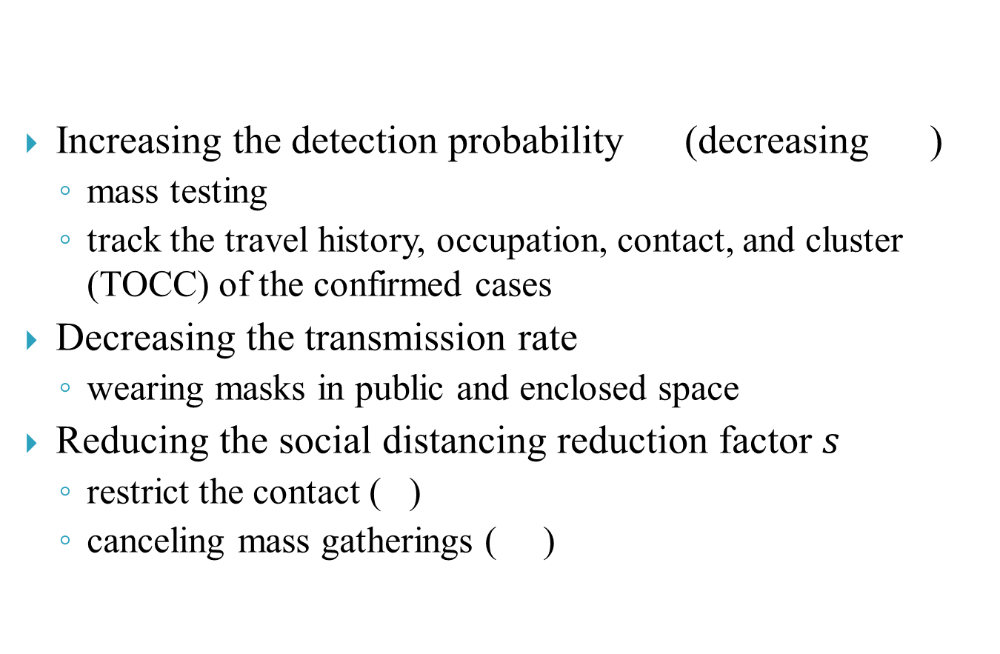 Increasing the detection probability (decreasing )
mass testing
track the travel history, occupation, contact, and cluster
(TOCC) of the confirmed cases
Decreasing the transmission rate
wearing masks in public and enclosed space
Reducing the social distancing reduction factor s
restrict the contact ( )
canceling mass gatherings ( )